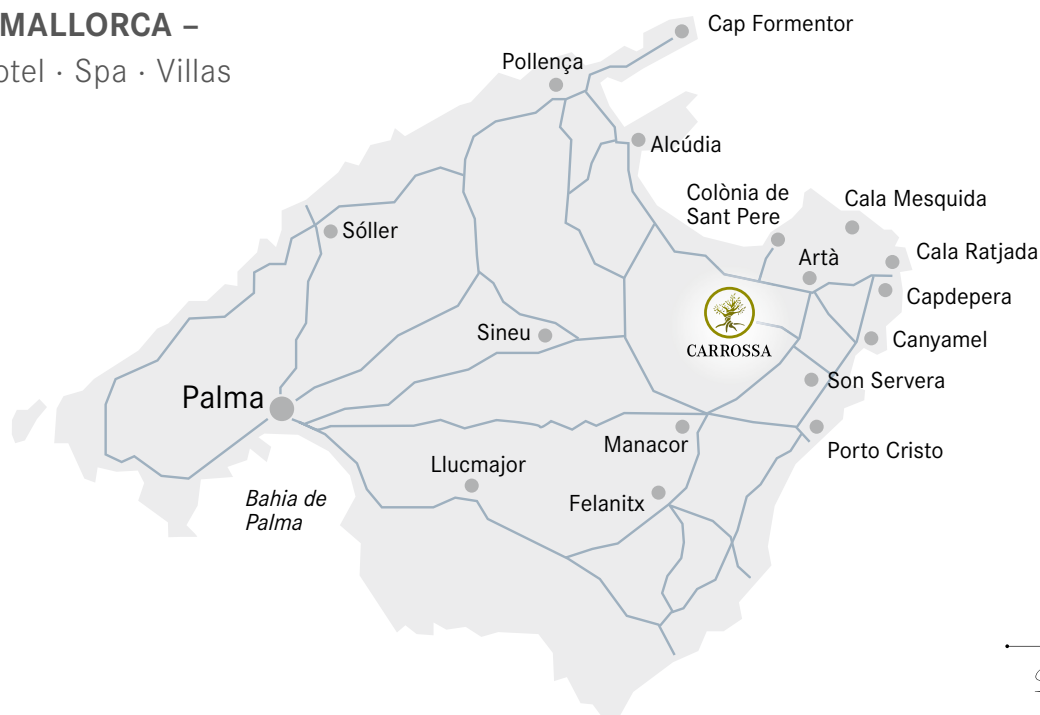 MALLORCA –
otel · Spa · Villas
Cap Formentor
Pollença
Alcúdia
Colònia de
Sant Pere
Cala Mesquida
Sóller
Artà
Cala Ratjada
Capdepera
CARROSSA
Sineu
Canyamel
Son Servera
Palma
Manacor
Porto Cristo
Llucmajor
Bahia de
Palma
Felanitx